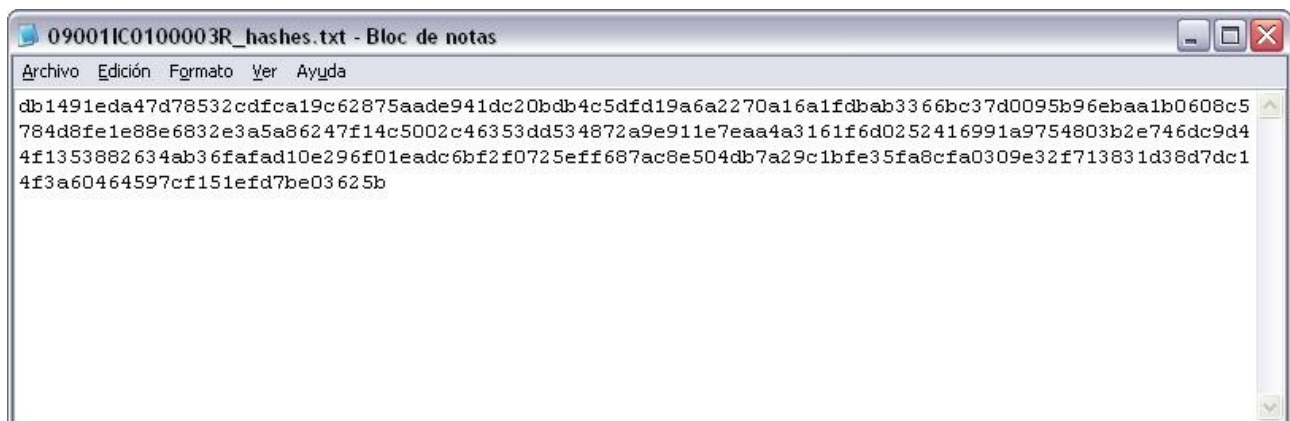 09001IC0100003R_hashes.txt - Bloc de notas
Archivo Edición Formato Ver Ayuda
db1491eda47d78532cdfca19c62875aade941dc20bdb4c5dfd19a6a2270a16a1fdbab3366bc37d0095b96ebaa1b0608c5
784d8fe1e88e6832e3a5a86247f14c5002c46353dd534872a9e911e7eaa4a3161f6d0252416991a9754803b2e746dc9d4
4f1353882634ab36fafad10e296f01eadc6bf2f0725eff687ac8e504db7a29c1bfe35fa8cfa0309e32f713831d38d7dc1
4f3a60464597cf151efd7be03625b